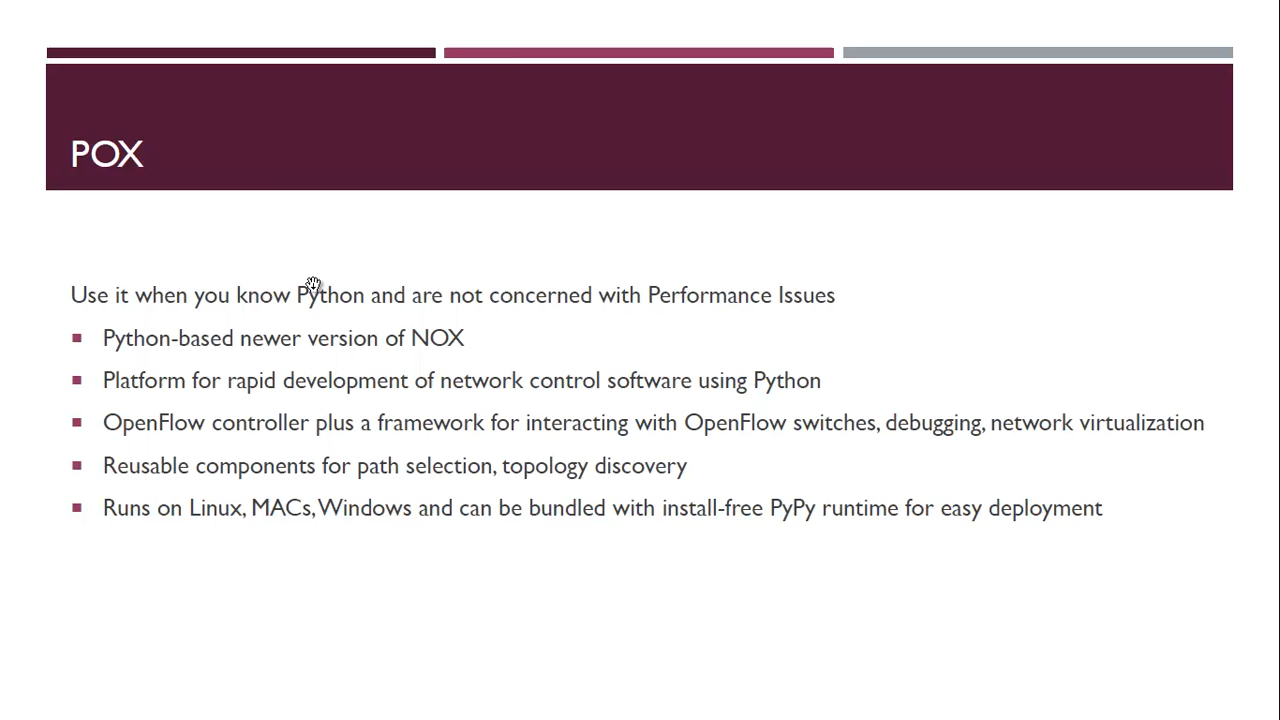 POX
Use it when you know Python and are not concerned with Performance Issues
Python-based newer version of NOX
Platform for rapid development of network control software using Python
OpenFlow controller plus a framework for interacting with OpenFlow switches, debugging, network virtualization
Reusable components for path selection, topology discovery
Runs on Linux, MACs, Windows and can be bundled with install-free PyPy runtime for easy deployment